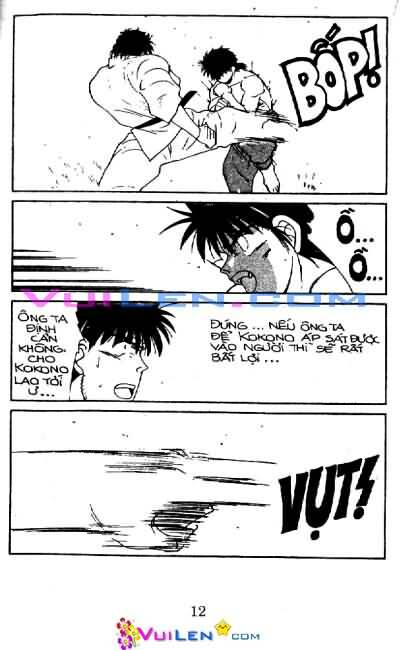 BỐP!
Ồ...
Ồ...
VUILEN.COM
ÔNG TA
ĐỊNH
CẢN
KHÔNG
CHO
KOKONO
LAO TỚI
Ư...
ĐÚNG... NẾU ÔNG TA
ĐỂ KOKONO ÁP SÁT ĐƯỢC
VÀO NGƯỜI THÌ SẼ RẤT
BẤT LỢI...
VỤT!
12
VUILEN.COM